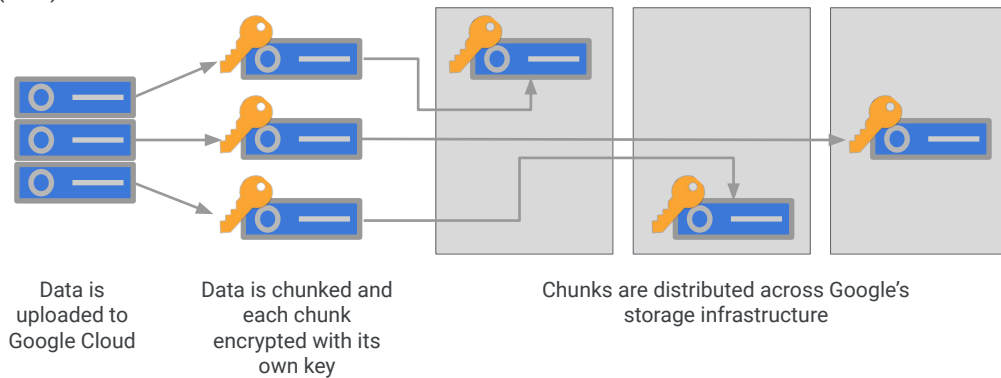 Data is
uploaded to
Google Cloud
Data is chunked and
each chunk
encrypted with its
own key
Chunks are distributed across Google's
storage infrastructure